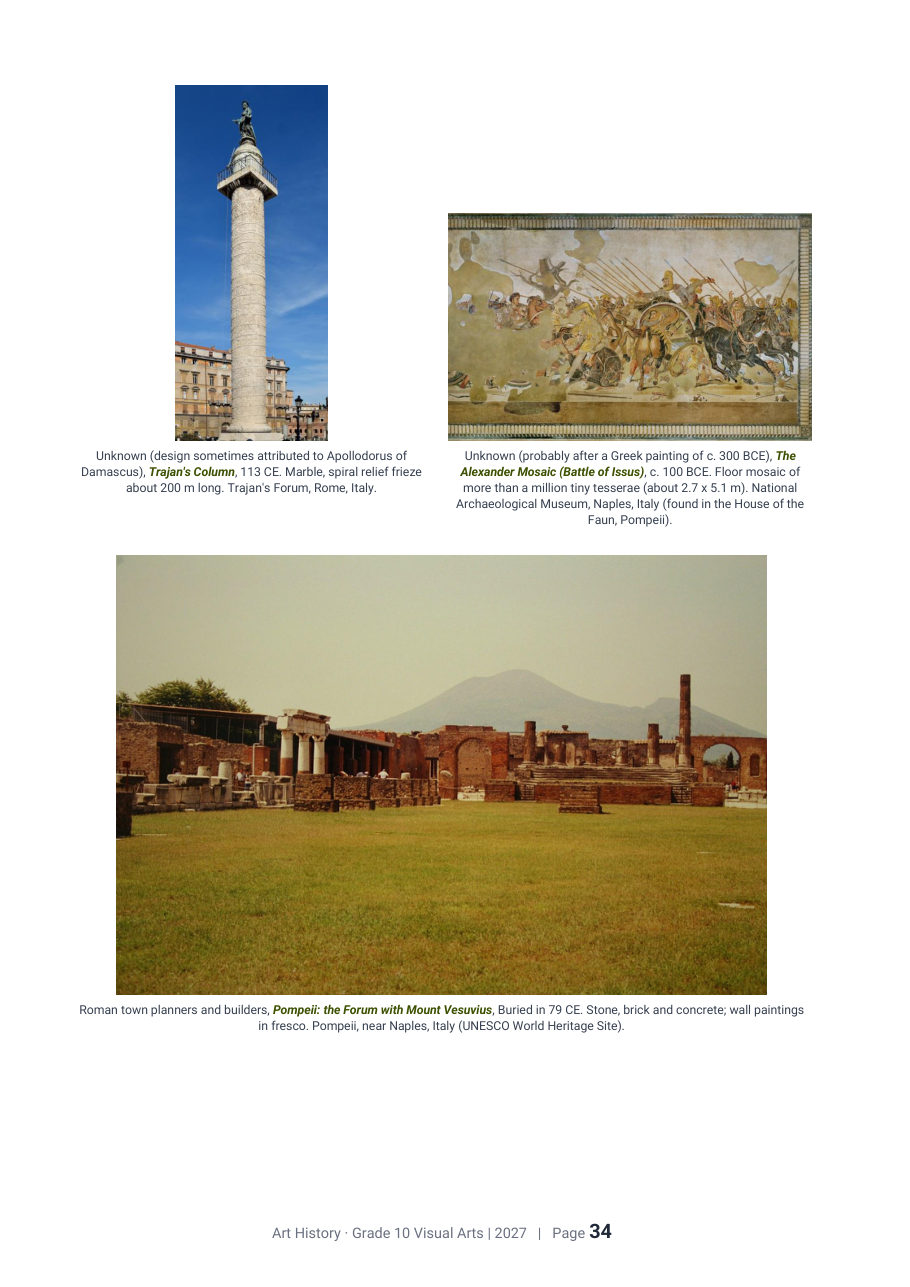 Unknown (design sometimes attributed to Apollodorus of
Damascus), Trajan's Column, 113 CE. Marble, spiral relief frieze
about 200 m long. Trajan's Forum, Rome, Italy.
Unknown (probably after a Greek painting of c. 300 BCE), The
Alexander Mosaic (Battle of Issus), c. 100 BCE. Floor mosaic of
more than a million tiny tesserae (about 2.7 x 5.1 m). National
Archaeological Museum, Naples, Italy (found in the House of the
Faun, Pompeii).
Roman town planners and builders, Pompeii: the Forum with Mount Vesuvius, Buried in 79 CE. Stone, brick and concrete; wall paintings
in fresco. Pompeii, near Naples, Italy (UNESCO World Heritage Site).
Art History · Grade 10 Visual Arts | 2027 | Page 34